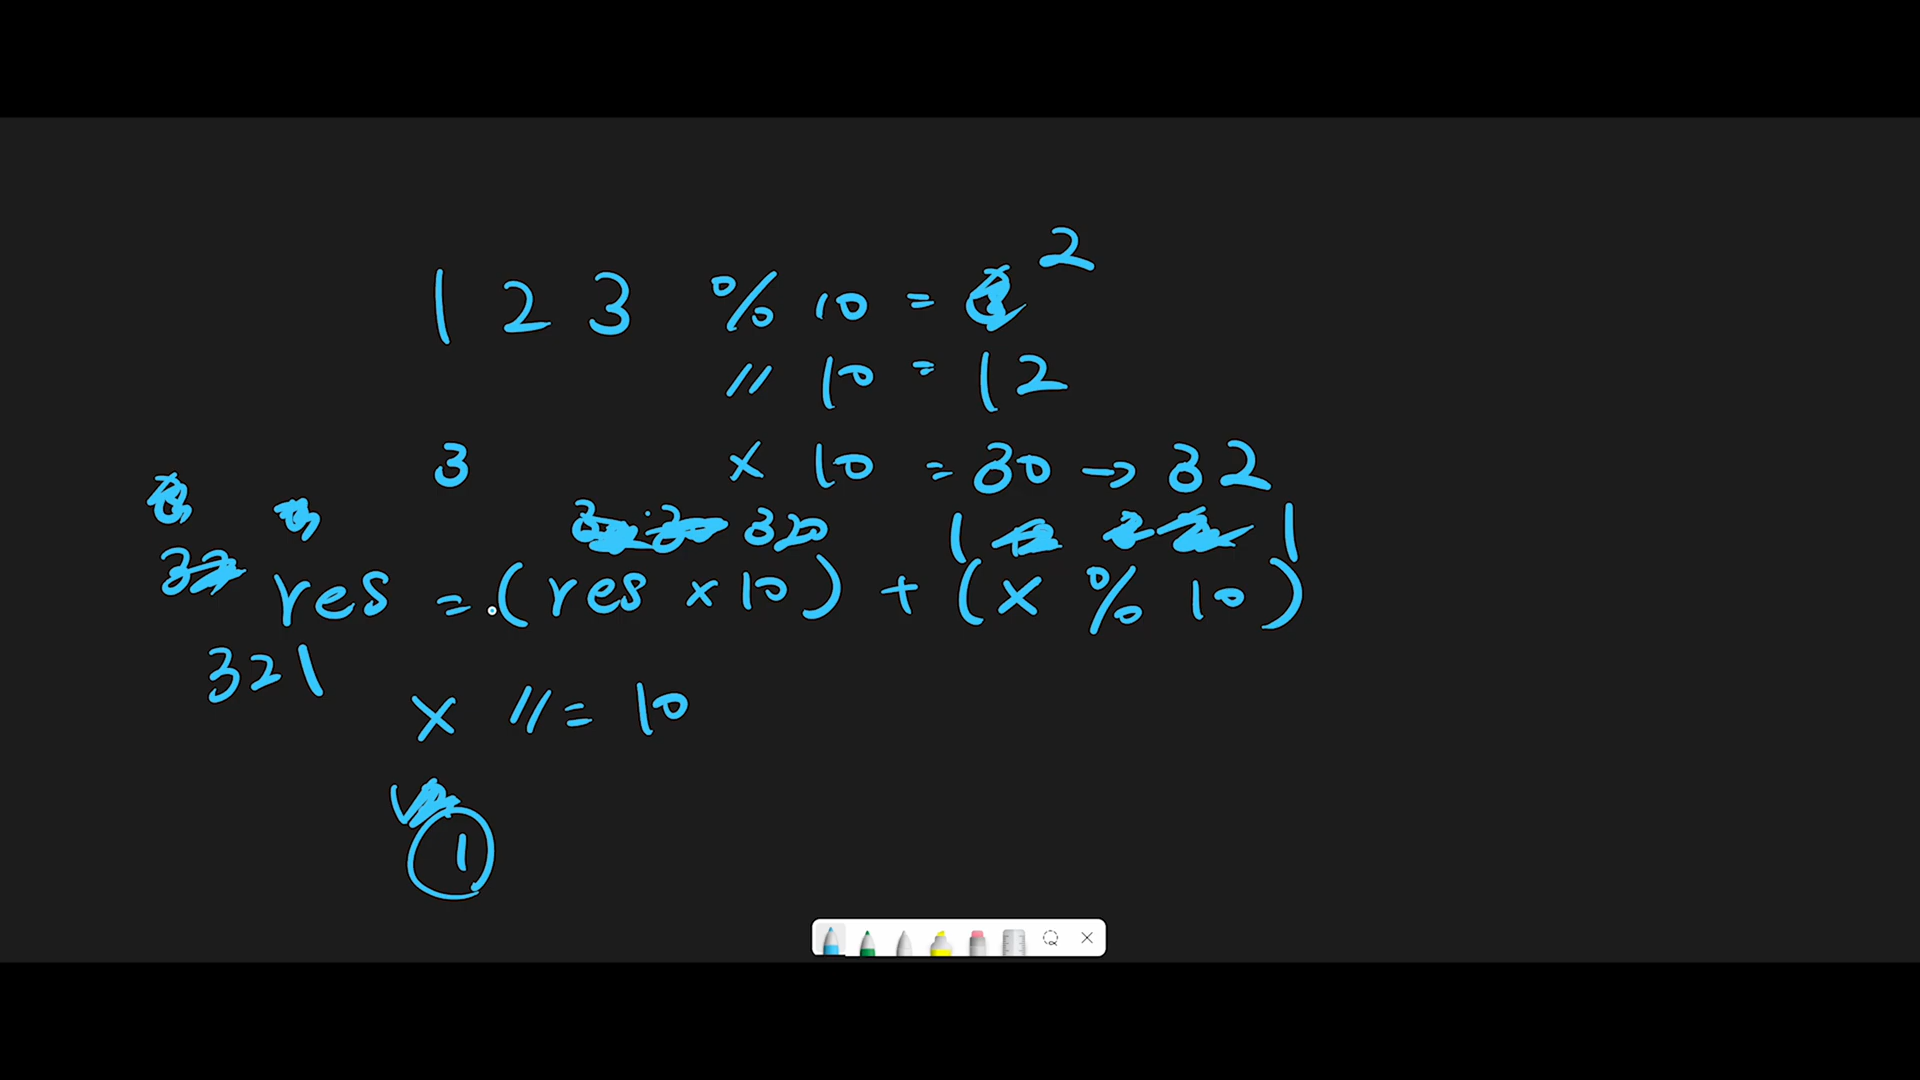 1 2 3 % 10 = 2
// 10 = 12
3 × 10 = 30 → 32
320 1 1
res = (res × 10) + (x % 10)
321
x //= 10
1